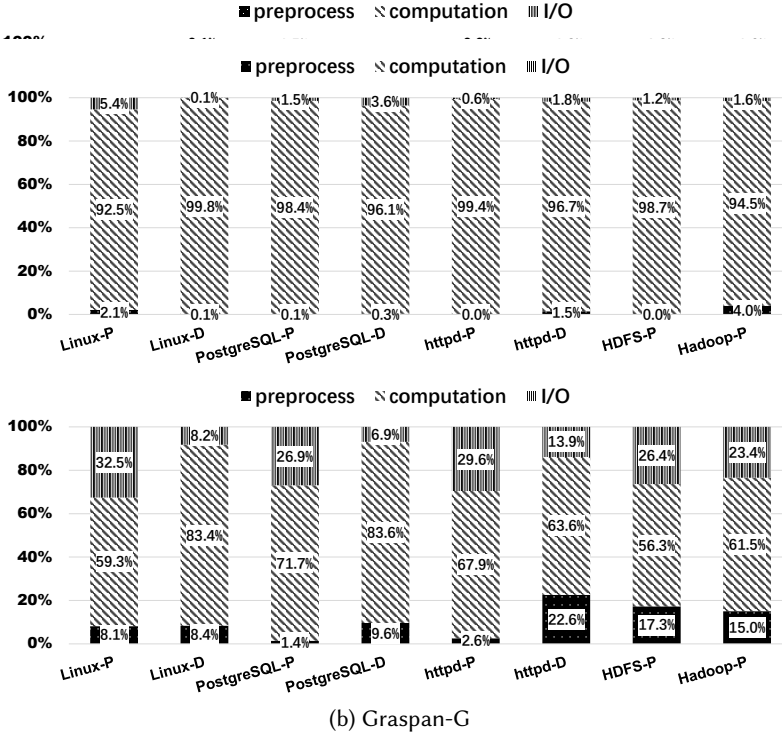 preprocess computation I/O
preprocess computation I/O
100%
5.4% 0.1% 1.5% 3.6% 0.6% 1.8% 1.2% 1.6%
80%
60%
92.5% 99.8% 98.4% 96.1% 99.4% 96.7% 98.7% 94.5%
40%
20%
0%
2.1% 0.1% 0.1% 0.3% 0.0% 1.5% 0.0% 4.0%
Linux-P Linux-D PostgreSQL-P PostgreSQL-D httpd-P httpd-D HDFS-P Hadoop-P
preprocess computation I/O
100%
32.5% 8.2% 26.9% 6.9% 29.6% 13.9% 26.4% 23.4%
80%
60%
59.3% 83.4% 71.7% 83.6% 67.9% 63.6% 56.3% 61.5%
40%
20%
8.1% 8.4% 1.4% 9.6% 2.6% 22.6% 17.3% 15.0%
0%
Linux-P Linux-D PostgreSQL-P PostgreSQL-D httpd-P httpd-D HDFS-P Hadoop-P
(b) Graspan-G